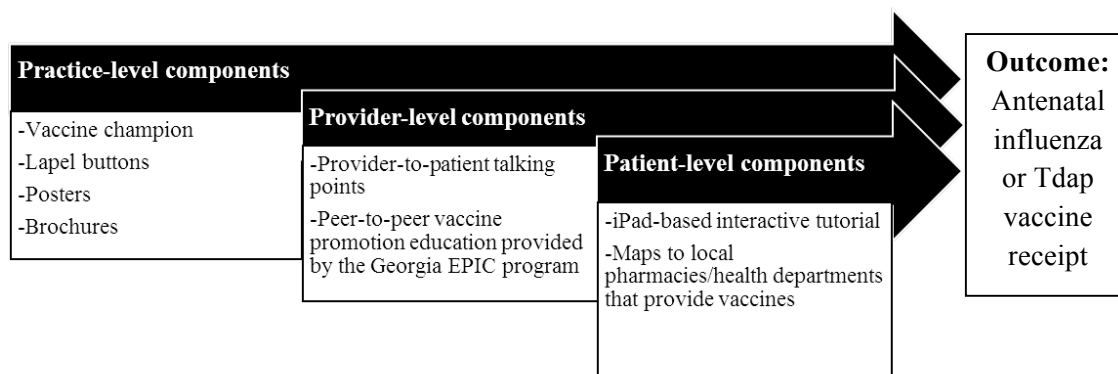 Practice-level components
-Vaccine champion
-Lapel buttons
-Posters
-Brochures
Provider-level components
-Provider-to-patient talking
points
-Peer-to-peer vaccine
promotion education provided
by the Georgia EPIC program
Patient-level components
-iPad-based interactive tutorial
-Maps to local
pharmacies/health departments
that provide vaccines
Outcome:
Antenatal
influenza
or Tdap
vaccine
receipt